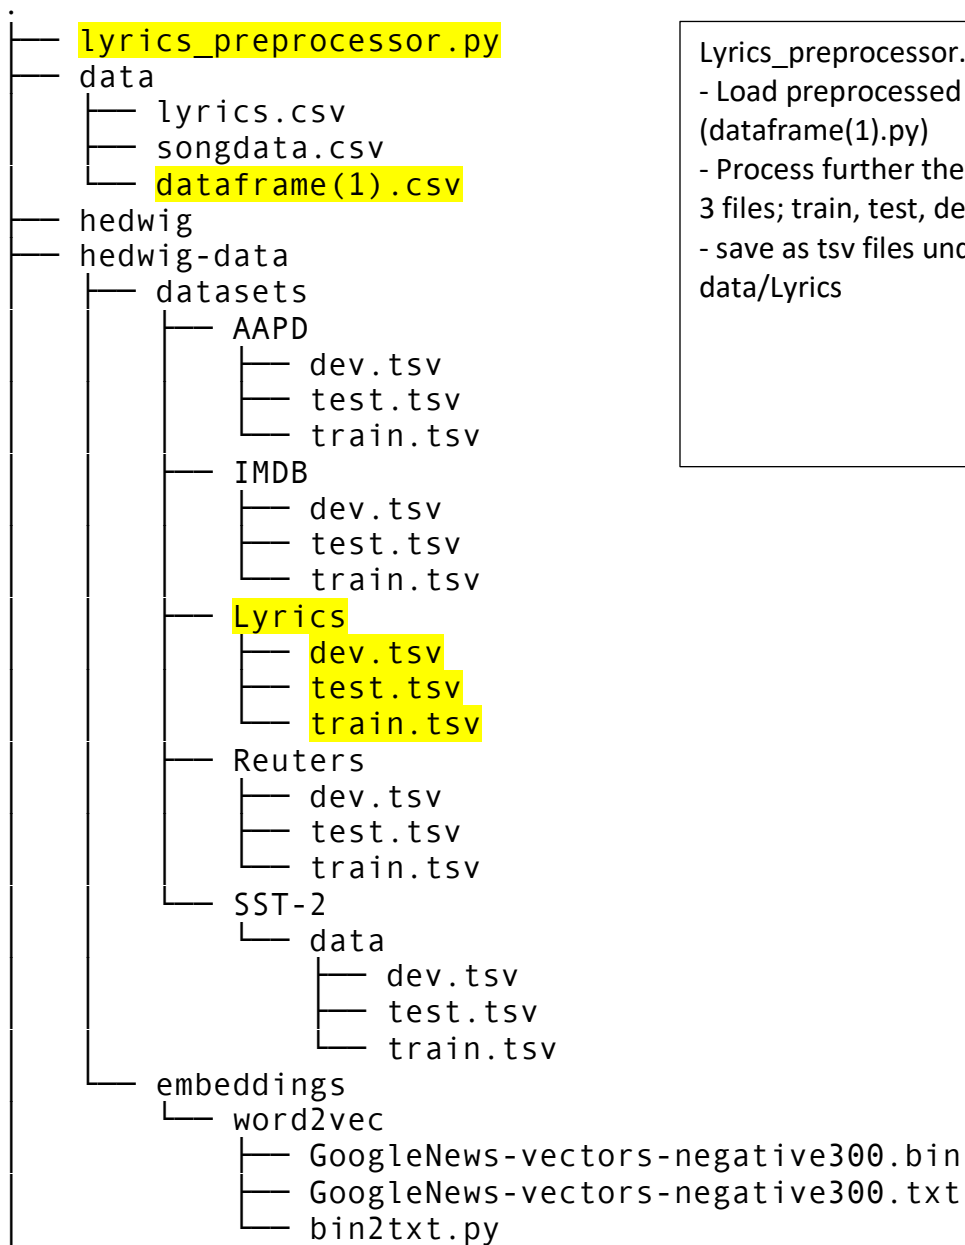 .
├── lyrics_preprocessor.py
├── data
│   ├── lyrics.csv
│   ├── songdata.csv
│   └── dataframe(1).csv
├── hedwig
├── hedwig-data
│   ├── datasets
│   │   ├── AAPD
│   │   │   ├── dev.tsv
│   │   │   ├── test.tsv
│   │   │   └── train.tsv
│   │   ├── IMDB
│   │   │   ├── dev.tsv
│   │   │   ├── test.tsv
│   │   │   └── train.tsv
│   │   ├── Lyrics
│   │   │   ├── dev.tsv
│   │   │   ├── test.tsv
│   │   │   └── train.tsv
│   │   ├── Reuters
│   │   │   ├── dev.tsv
│   │   │   ├── test.tsv
│   │   │   └── train.tsv
│   │   └── SST-2
│   │       └── data
│   │           ├── dev.tsv
│   │           ├── test.tsv
│   │           └── train.tsv
│   └── embeddings
│       └── word2vec
│           ├── GoogleNews-vectors-negative300.bin
│           ├── GoogleNews-vectors-negative300.txt
│           └── bin2txt.py
Lyrics_preprocessor.
- Load preprocessed
(dataframe(1).py)
- Process further the
3 files; train, test, de
- save as tsv files und
data/Lyrics